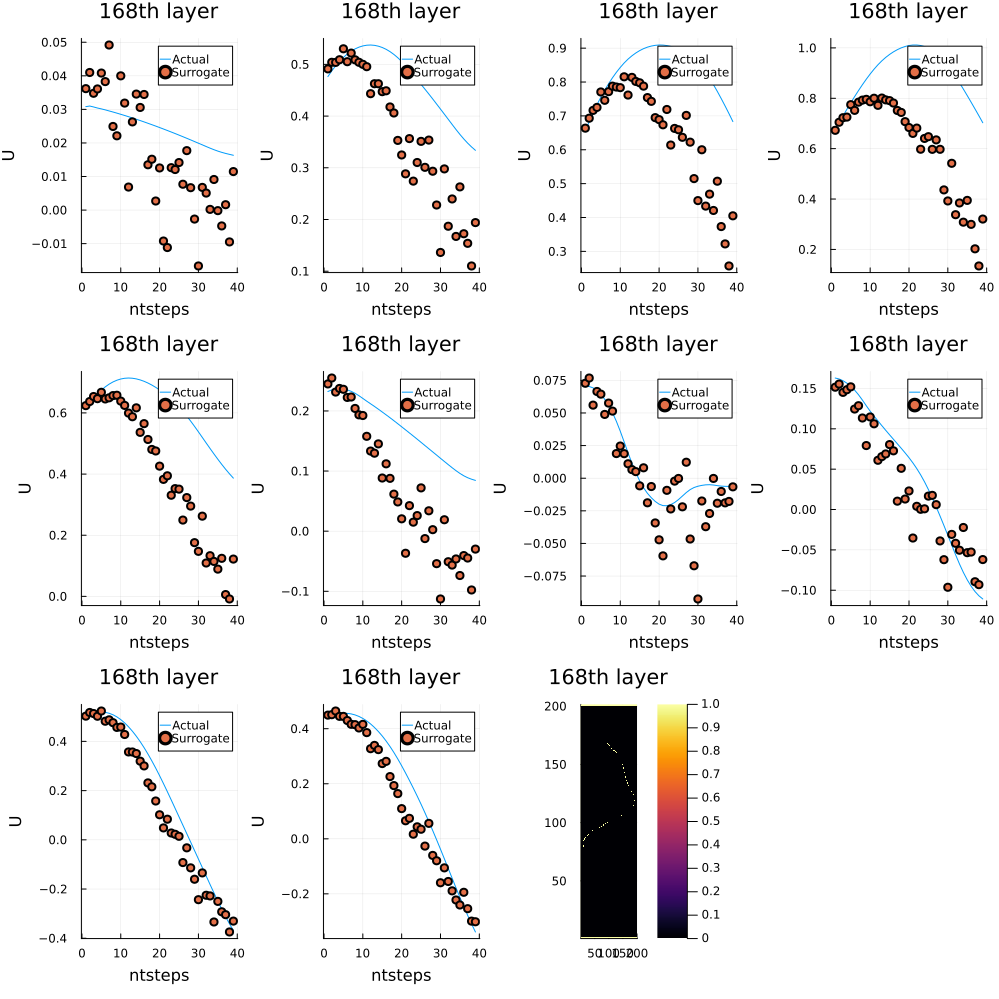 168th layer 168th layer 168th layer 168th layer
U
0.05
0.04
0.03
0.02
0.01
0.00
−0.01
Actual
Surrogate
0 10 20 30 40
ntsteps
U
0.5
0.4
0.3
0.2
0.1
Actual
Surrogate
0 10 20 30 40
ntsteps
U
0.9
0.8
0.7
0.6
0.5
0.4
0.3
Actual
Surrogate
0 10 20 30 40
ntsteps
U
1.0
0.8
0.6
0.4
0.2
Actual
Surrogate
0 10 20 30 40
ntsteps
168th layer 168th layer 168th layer 168th layer
U
0.6
0.4
0.2
0.0
Actual
Surrogate
0 10 20 30 40
ntsteps
U
0.2
0.1
0.0
−0.1
Actual
Surrogate
0 10 20 30 40
ntsteps
U
0.075
0.050
0.025
0.000
−0.025
−0.050
−0.075
Actual
Surrogate
0 10 20 30 40
ntsteps
U
0.15
0.10
0.05
0.00
−0.05
−0.10
Actual
Surrogate
0 10 20 30 40
ntsteps
168th layer 168th layer 168th layer
U
0.4
0.2
0.0
−0.2
−0.4
Actual
Surrogate
0 10 20 30 40
ntsteps
U
0.4
0.2
0.0
−0.2
Actual
Surrogate
0 10 20 30 40
ntsteps
200
150
100
50
50 100 150 200
1.0
0.9
0.8
0.7
0.6
0.5
0.4
0.3
0.2
0.1
0